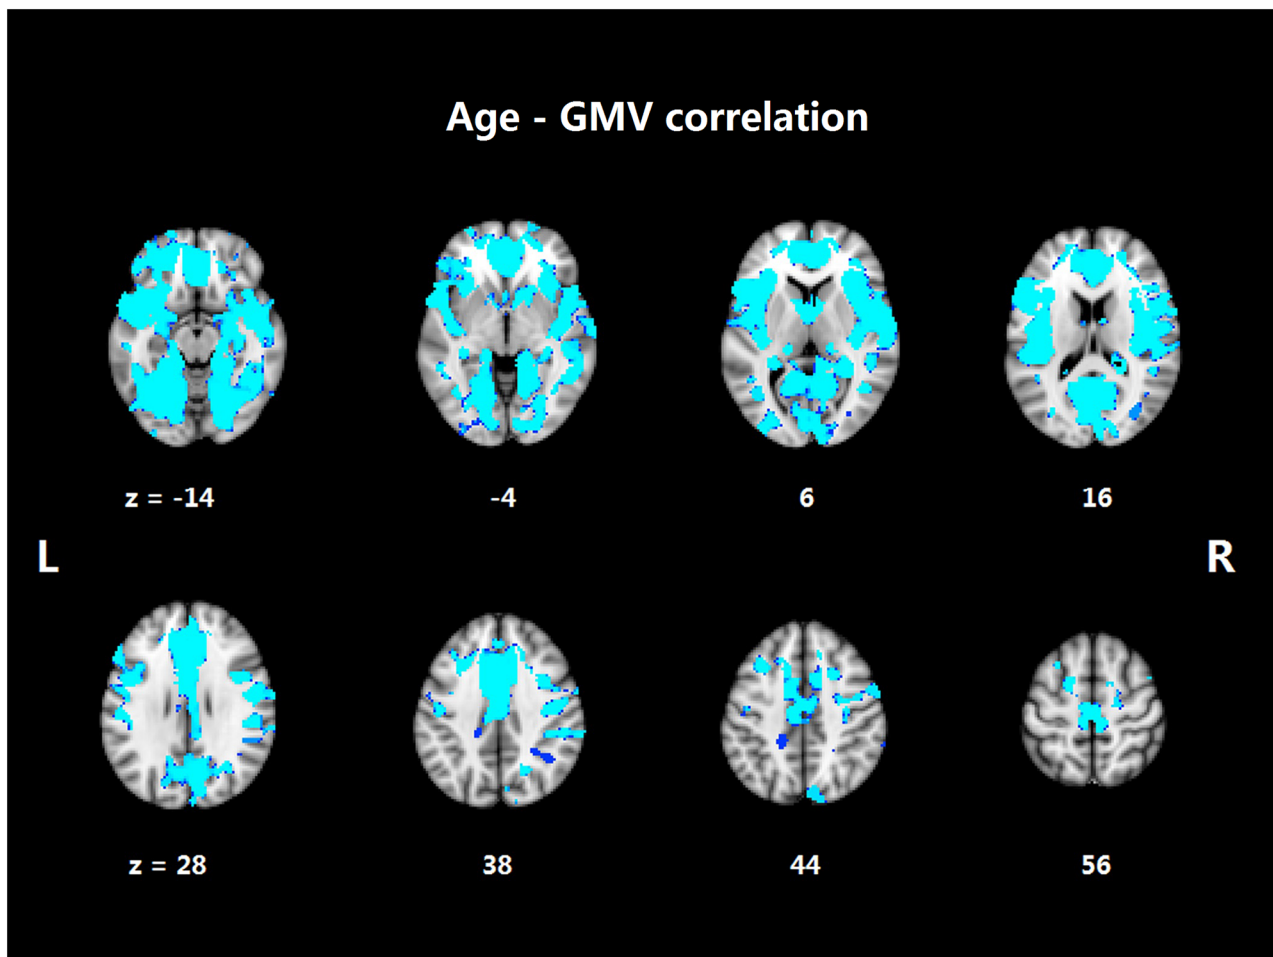 Age - GMV correlation
z = -14 -4 6 16
L R
z = 28 38 44 56